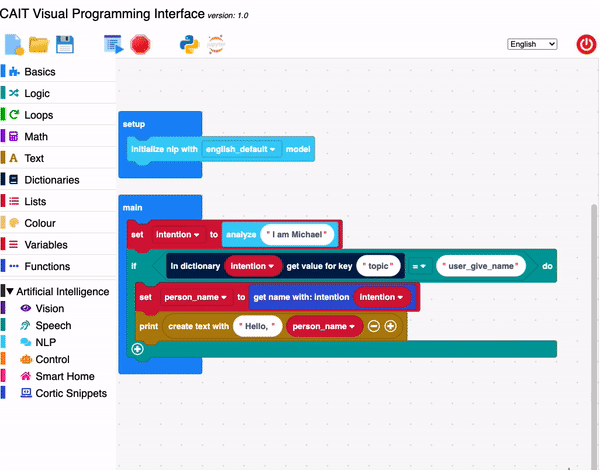 CAIT Visual Programming Interface version: 1.0
English
Basics
Logic
Loops
Math
Text
Dictionaries
Lists
Colour
Variables
Functions
Artificial Intelligence
Vision
Speech
NLP
Control
Smart Home
Cortic Snippets
setup
initialize nlp with english_default model
main
set intention to analyze "I am Michael"
if In dictionary intention get value for key "topic" = "user_give_name" do
set person_name to get name with: intention intention
print create text with "Hello, " person_name